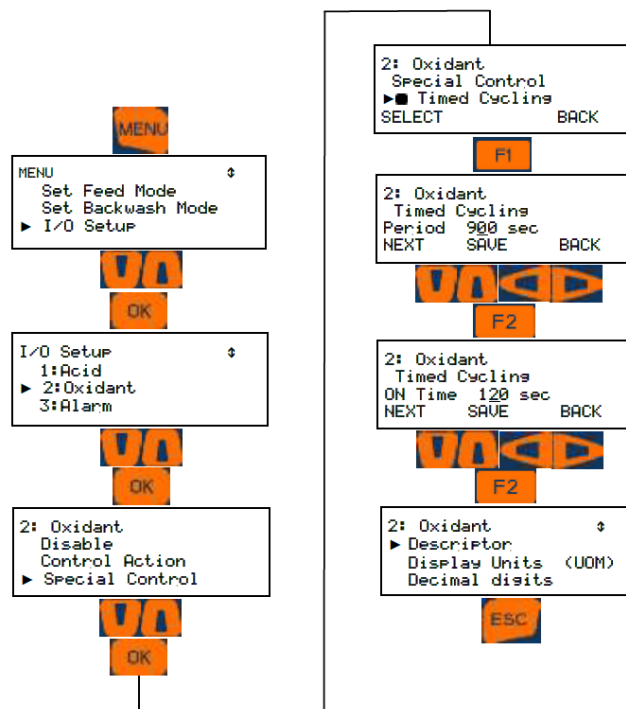 MENU
MENU ⇕
Set Feed Mode
Set Backwash Mode
► I/O Setup
OK
I/O Setup ⇕
1:Acid
► 2:Oxidant
3:Alarm
OK
2: Oxidant
Disable
Control Action
► Special Control
OK
2: Oxidant
Special Control
►■ Timed Cycling
SELECT BACK
F1
2: Oxidant
Timed Cycling
Period 900 sec
NEXT SAVE BACK
F2
2: Oxidant
Timed Cycling
ON Time 120 sec
NEXT SAVE BACK
F2
2: Oxidant ⇕
► Descriptor
Display Units (UOM)
Decimal digits
ESC